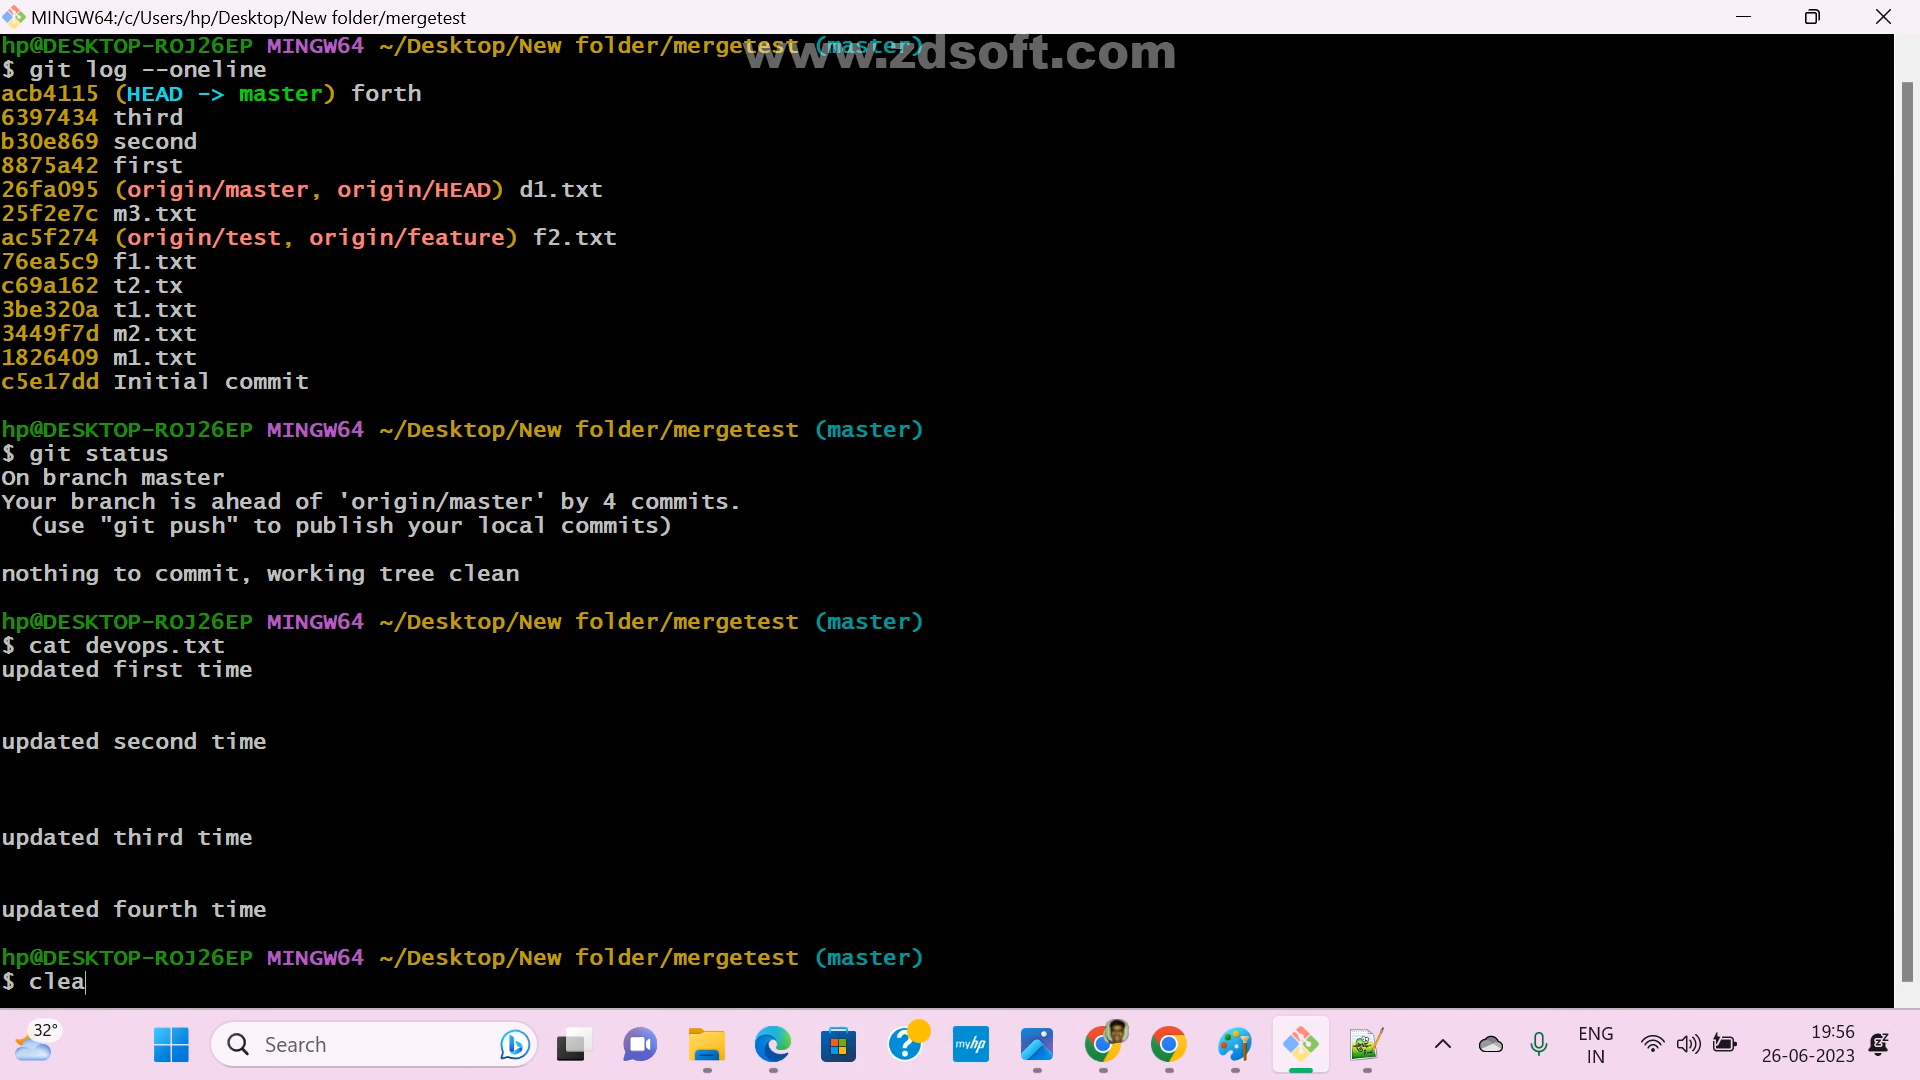 MINGW64:/c/Users/hp/Desktop/New folder/mergetest
hp@DESKTOP-ROJ26EP MINGW64 ~/Desktop/New folder/mergetest (master)
www.zdsoft.com
$ git log --oneline
acb4115 (HEAD -> master) forth
6397434 third
b30e869 second
8875a42 first
26fa095 (origin/master, origin/HEAD) d1.txt
25f2e7c m3.txt
ac5f274 (origin/test, origin/feature) f2.txt
76ea5c9 f1.txt
c69a162 t2.tx
3be320a t1.txt
3449f7d m2.txt
1826409 m1.txt
c5e17dd Initial commit
hp@DESKTOP-ROJ26EP MINGW64 ~/Desktop/New folder/mergetest (master)
$ git status
On branch master
Your branch is ahead of 'origin/master' by 4 commits.
(use "git push" to publish your local commits)
nothing to commit, working tree clean
hp@DESKTOP-ROJ26EP MINGW64 ~/Desktop/New folder/mergetest (master)
$ cat devops.txt
updated first time
updated second time
updated third time
updated fourth time
hp@DESKTOP-ROJ26EP MINGW64 ~/Desktop/New folder/mergetest (master)
$ clea
32°
Search
myhp
ENG
IN
19:56
26-06-2023